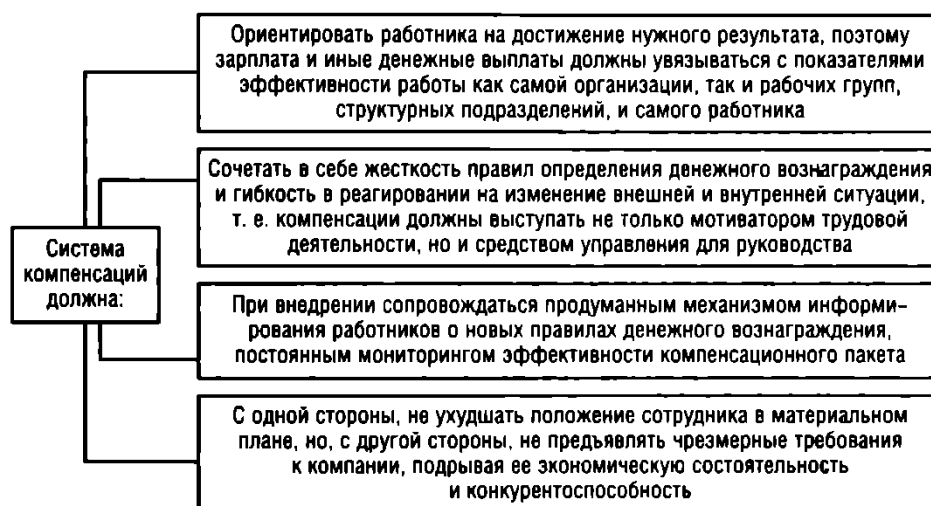 Ориентировать работника на достижение нужного результата, поэтому
зарплата и иные денежные выплаты должны увязываться с показателями
эффективности работы как самой организации, так и рабочих групп,
структурных подразделений, и самого работника
Сочетать в себе жесткость правил определения денежного вознаграждения
и гибкость в реагировании на изменение внешней и внутренней ситуации,
т. е. компенсации должны выступать не только мотиватором трудовой
деятельности, но и средством управления для руководства
Система
компенсаций
должна:
При внедрении сопровождаться продуманным механизмом информи-
рования работников о новых правилах денежного вознаграждения,
постоянным мониторингом эффективности компенсационного пакета
С одной стороны, не ухудшать положение сотрудника в материальном
плане, но, с другой стороны, не предъявлять чрезмерные требования
к компании, подрывая ее экономическую состоятельность
и конкурентоспособность